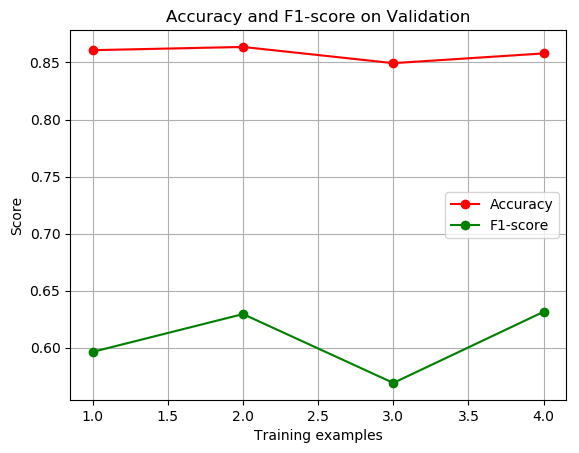 Accuracy and F1-score on Validation
0.85
0.80
0.75
0.70
0.65
0.60
Score
Accuracy
F1-score
1.0 1.5 2.0 2.5 3.0 3.5 4.0
Training examples